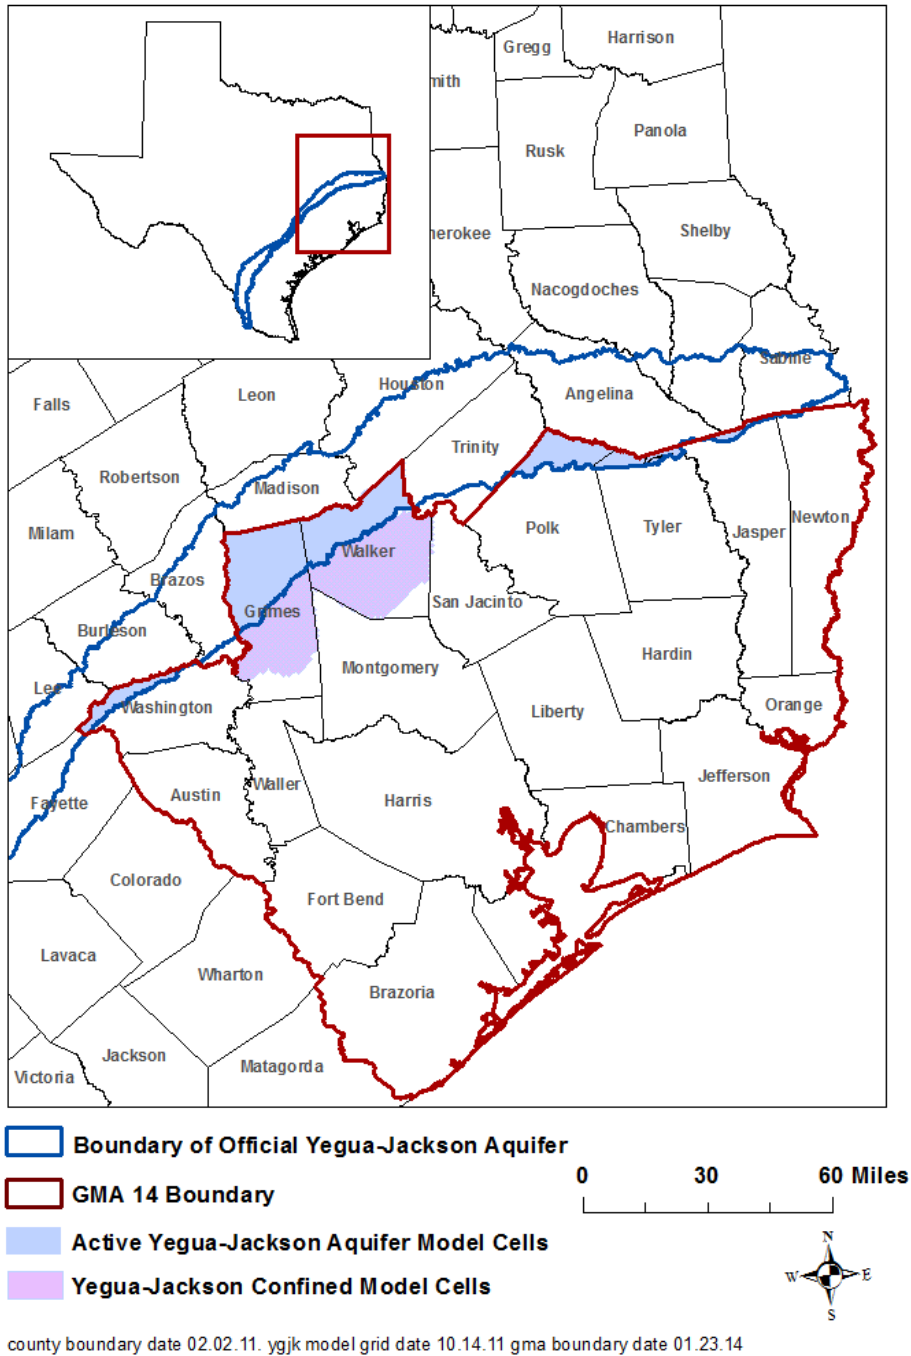 Gregg
Harrison
mith
Panola
Rusk
Shelby
herokee
Nacogdoches
Sabine
Houston
Angelina
Leon
Falls
Trinity
Robertson
Madison
Milam
Polk
Tyler
Jasper
Newton
Walker
Brazos
Grimes
San Jacinto
Burleson
Hardin
Montgomery
Lee
Washington
Liberty
Orange
Jefferson
Waller
Austin
Fayette
Harris
Chambers
Colorado
Fort Bend
Lavaca
Wharton
Brazoria
Jackson
Matagorda
Victoria
Boundary of Official Yegua-Jackson Aquifer
GMA 14 Boundary
Active Yegua-Jackson Aquifer Model Cells
Yegua-Jackson Confined Model Cells
0 30 60 Miles
N
W E
S
county boundary date 02.02.11. ygjk model grid date 10.14.11 gma boundary date 01.23.14